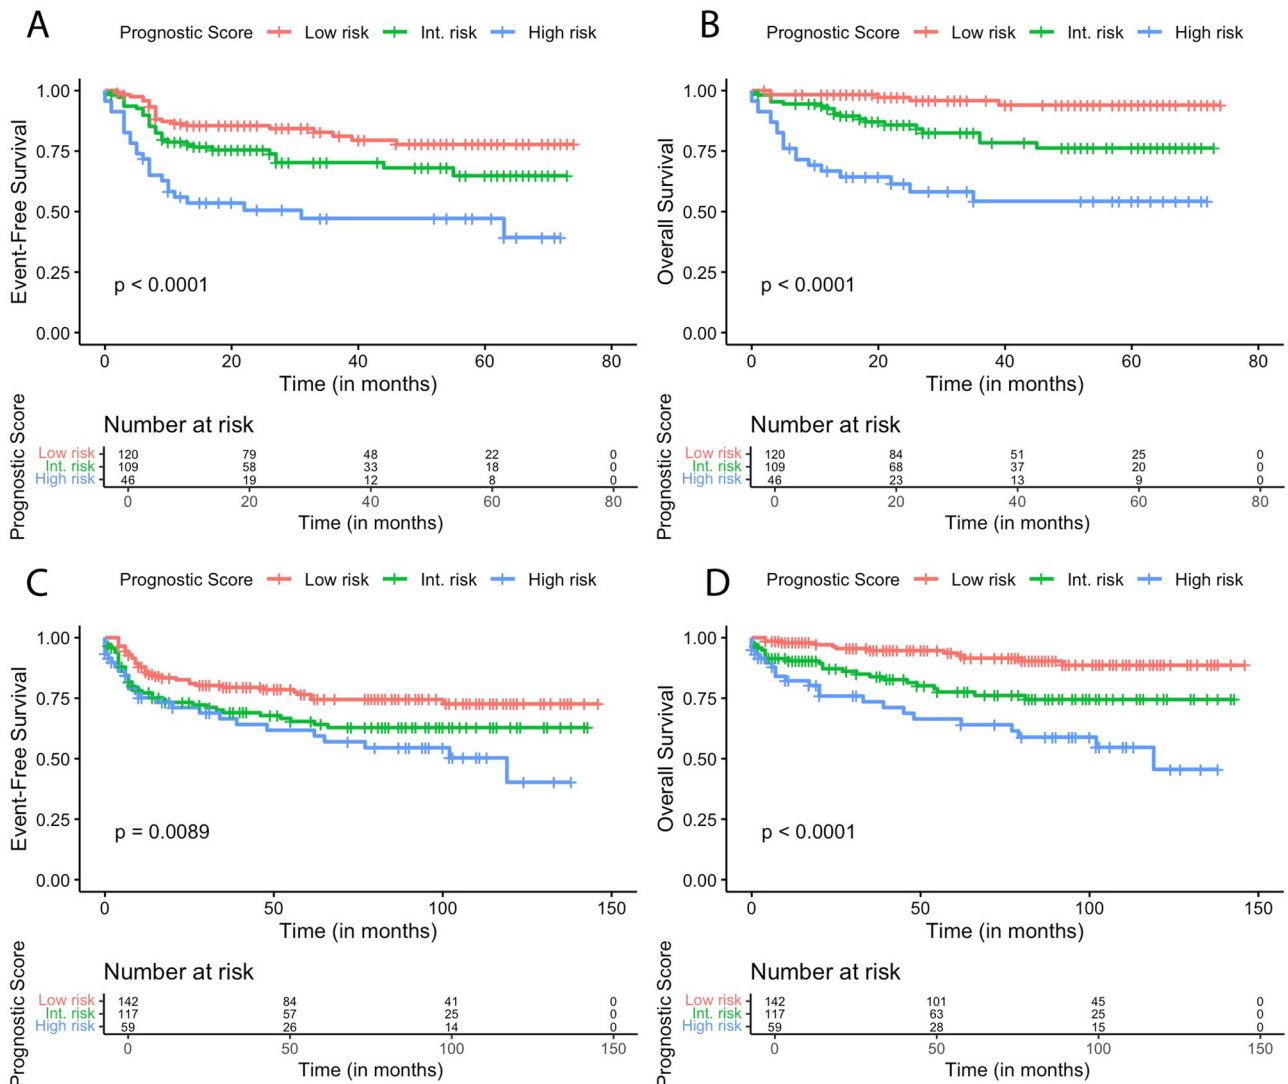 A
Prognostic Score Low risk Int. risk High risk
Event-Free Survival
1.00
0.75
0.50
0.25
0.00
p < 0.0001
0 20 40 60 80
Time (in months)
Number at risk
Prognostic Score
Low risk 120 79 48 22 0
Int. risk 109 58 33 18 0
High risk 46 19 12 8 0
0 20 40 60 80
Time (in months)
B
Prognostic Score Low risk Int. risk High risk
Overall Survival
1.00
0.75
0.50
0.25
0.00
p < 0.0001
0 20 40 60 80
Time (in months)
Number at risk
Prognostic Score
Low risk 120 84 51 25 0
Int. risk 109 68 37 20 0
High risk 46 23 13 9 0
0 20 40 60 80
Time (in months)
C
Prognostic Score Low risk Int. risk High risk
Event-Free Survival
1.00
0.75
0.50
0.25
0.00
p = 0.0089
0 50 100 150
Time (in months)
Number at risk
Prognostic Score
Low risk 142 84 41 0
Int. risk 117 57 25 0
High risk 59 26 14 0
0 50 100 150
Time (in months)
D
Prognostic Score Low risk Int. risk High risk
Overall Survival
1.00
0.75
0.50
0.25
0.00
p < 0.0001
0 50 100 150
Time (in months)
Number at risk
Prognostic Score
Low risk 142 101 45 0
Int. risk 117 63 25 0
High risk 59 28 15 0
0 50 100 150
Time (in months)